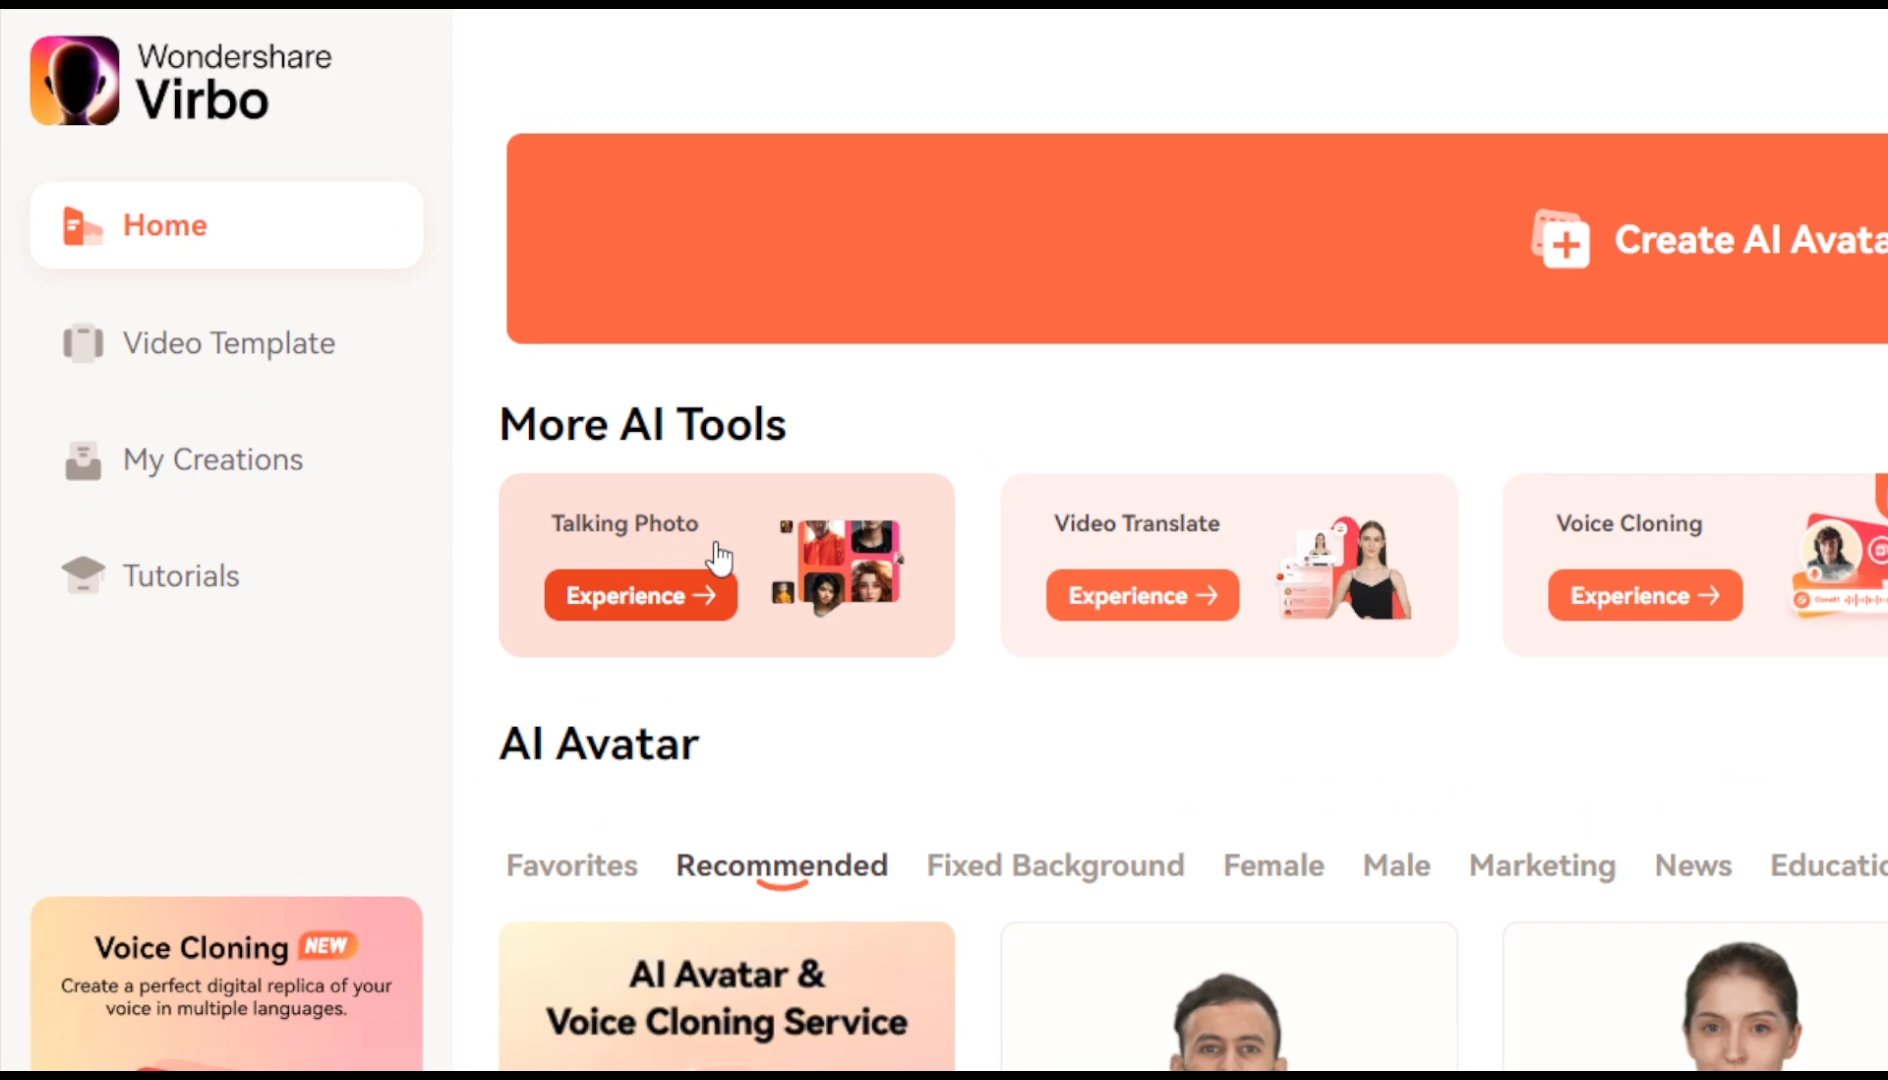 Wondershare
Virbo
Home
Video Template
My Creations
Tutorials
Voice Cloning NEW
Create a perfect digital replica of your
voice in multiple languages.
Create AI Avata
More AI Tools
Talking Photo
Experience →
Video Translate
Experience →
Voice Cloning
Experience →
AI Avatar
Favorites Recommended Fixed Background Female Male Marketing News Educatio
AI Avatar &
Voice Cloning Service